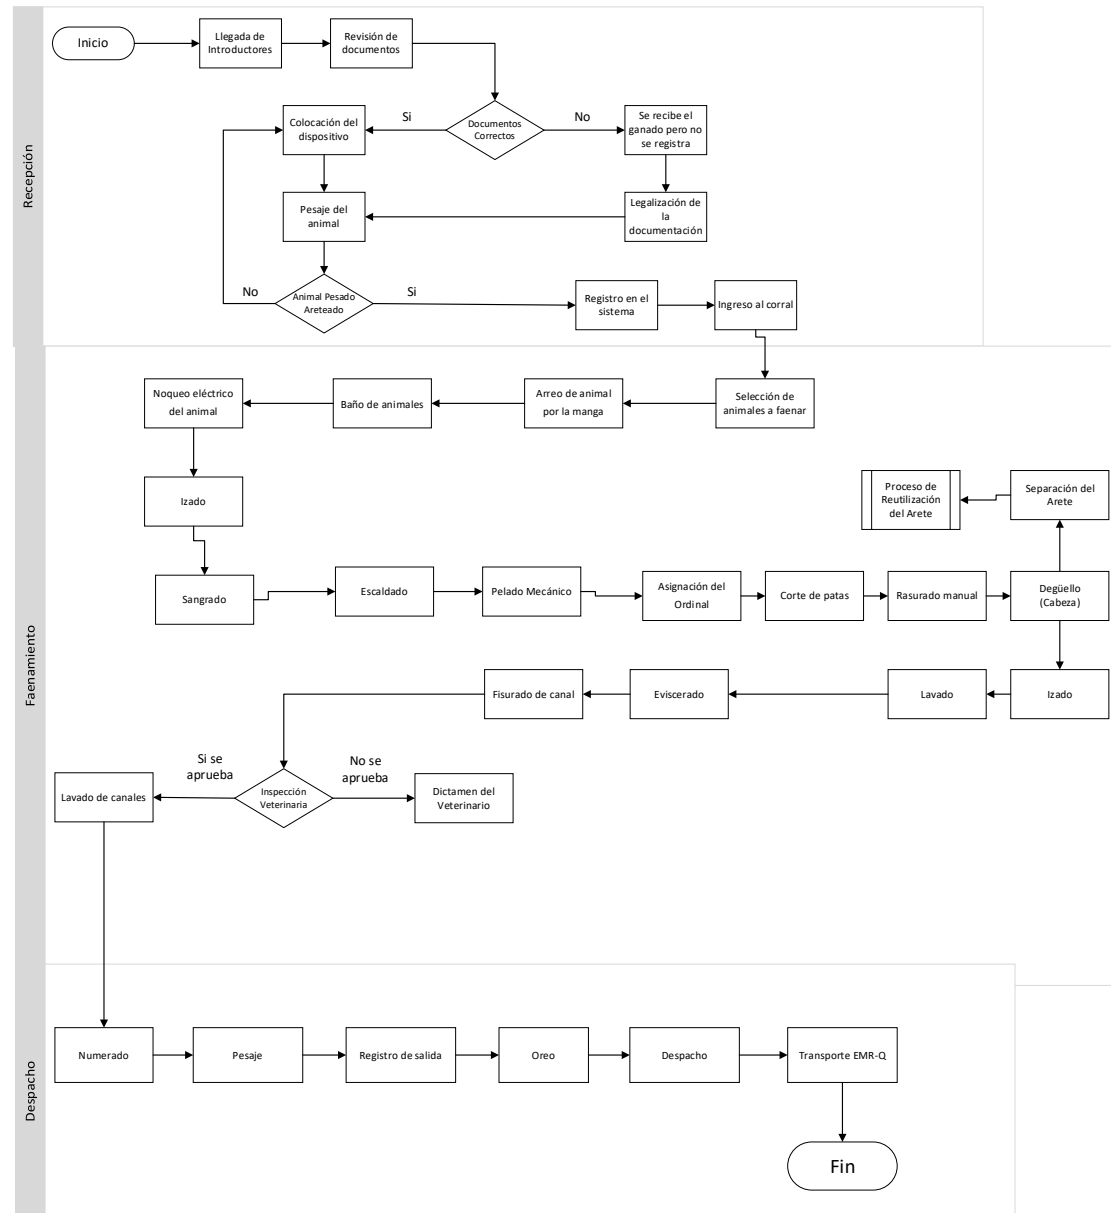 Recepción
Inicio
Llegada de
Introductores
Revisión de
documentos
Documentos
Correctos
Si
No
Colocación del
dispositivo
Se recibe el
ganado pero no
se registra
Pesaje del
animal
Legalización de
la
documentación
Animal Pesado
Areteado
No
Si
Registro en el
sistema
Ingreso al corral
Faenamiento
Selección de
animales a faenar
Arreo de animal
por la manga
Baño de animales
Noqueo eléctrico
del animal
Izado
Sangrado
Escaldado
Pelado Mecánico
Asignación del
Ordinal
Corte de patas
Rasurado manual
Degüello
(Cabeza)
Separación del
Arete
Proceso de
Reutilización
del Arete
Izado
Lavado
Eviscerado
Fisurado de canal
Inspección
Veterinaria
Si se
aprueba
No se
aprueba
Lavado de canales
Dictamen del
Veterinario
Despacho
Numerado
Pesaje
Registro de salida
Oreo
Despacho
Transporte EMR-Q
Fin